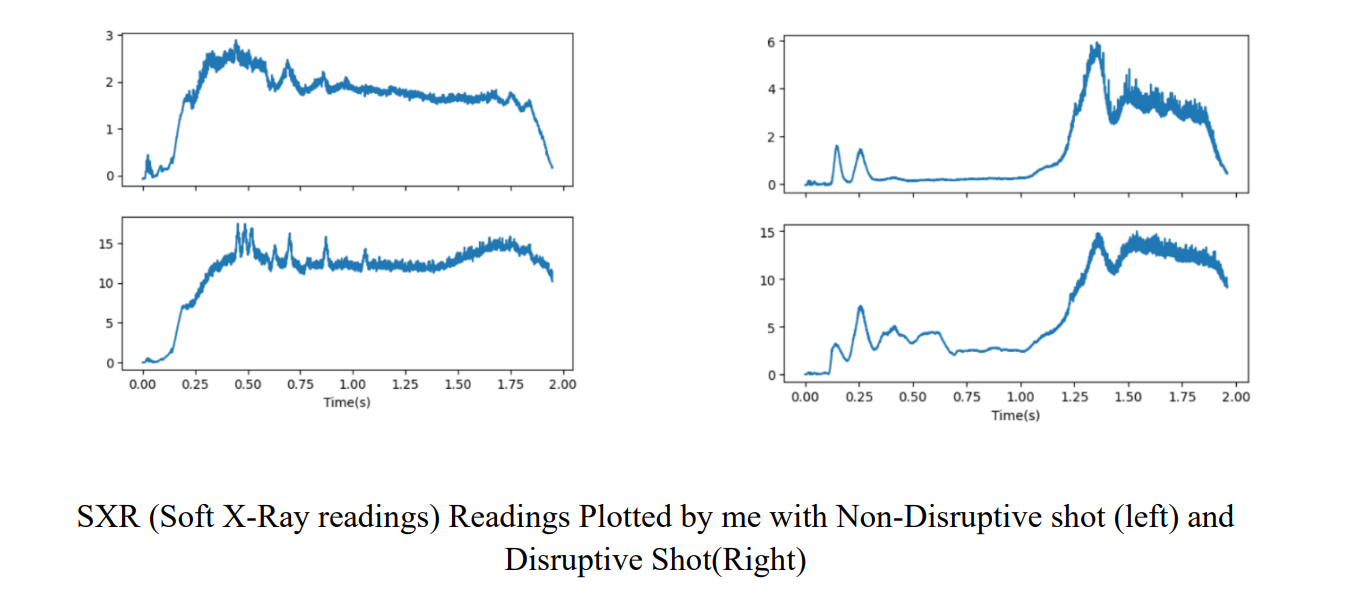 3
2
1
0
15
10
5
0
0.00 0.25 0.50 0.75 1.00 1.25 1.50 1.75 2.00
Time(s)
6
4
2
0
15
10
5
0
0.00 0.25 0.50 0.75 1.00 1.25 1.50 1.75 2.00
Time(s)
SXR (Soft X-Ray readings) Readings Plotted by me with Non-Disruptive shot (left) and
Disruptive Shot(Right)